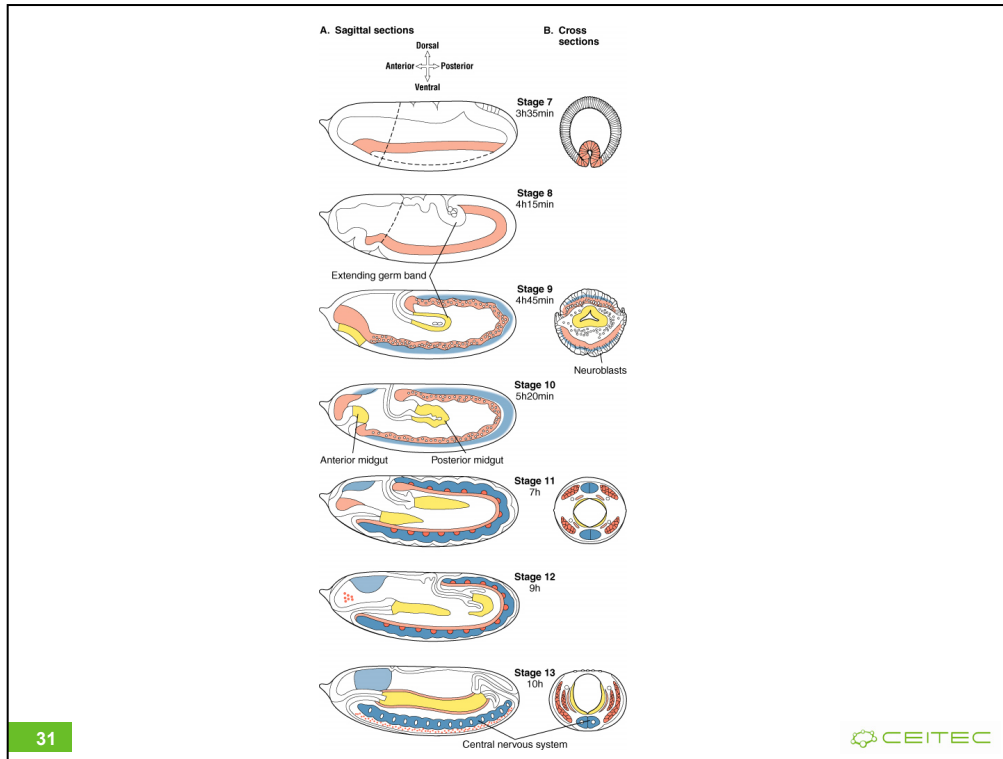 A. Sagittal sections
B. Cross
sections
Dorsal
Anterior
Posterior
Ventral
Stage 7
3h35min
Stage 8
4h15min
Extending germ band
Stage 9
4h45min
Neuroblasts
Stage 10
5h20min
Anterior midgut
Posterior midgut
Stage 11
7h
Stage 12
9h
Stage 13
10h
Central nervous system
31
CEITEC